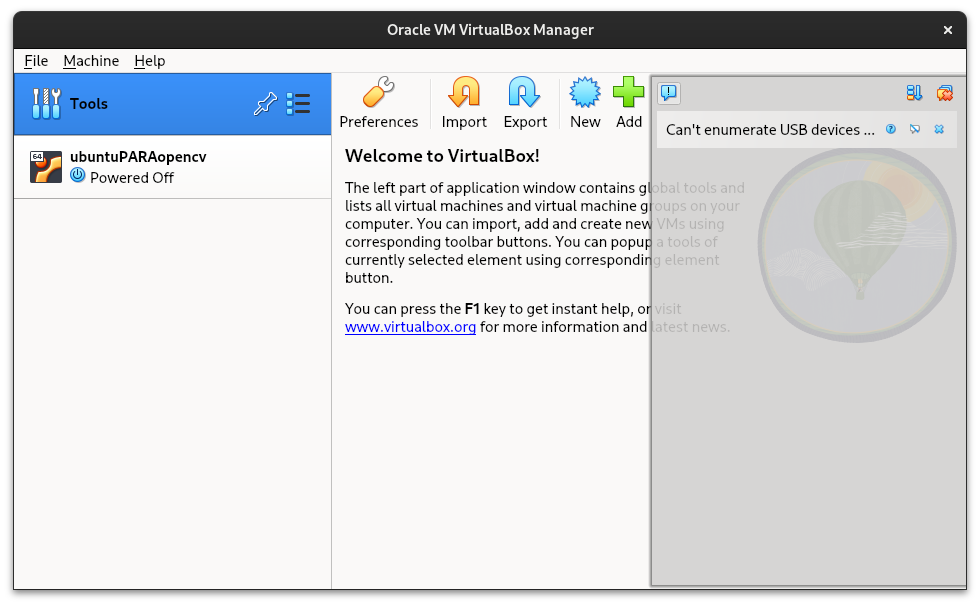 Oracle VM VirtualBox Manager
File Machine Help
Tools
64
ubuntuPARAopencv
Powered Off
Preferences Import Export New Add
Can't enumerate USB devices ...
Welcome to VirtualBox!
The left part of application window contains global tools and
lists all virtual machines and virtual machine groups on your
computer. You can import, add and create new VMs using
corresponding toolbar buttons. You can popup a tools of
currently selected element using corresponding element
button.
You can press the F1 key to get instant help, or visit
www.virtualbox.org for more information and latest news.